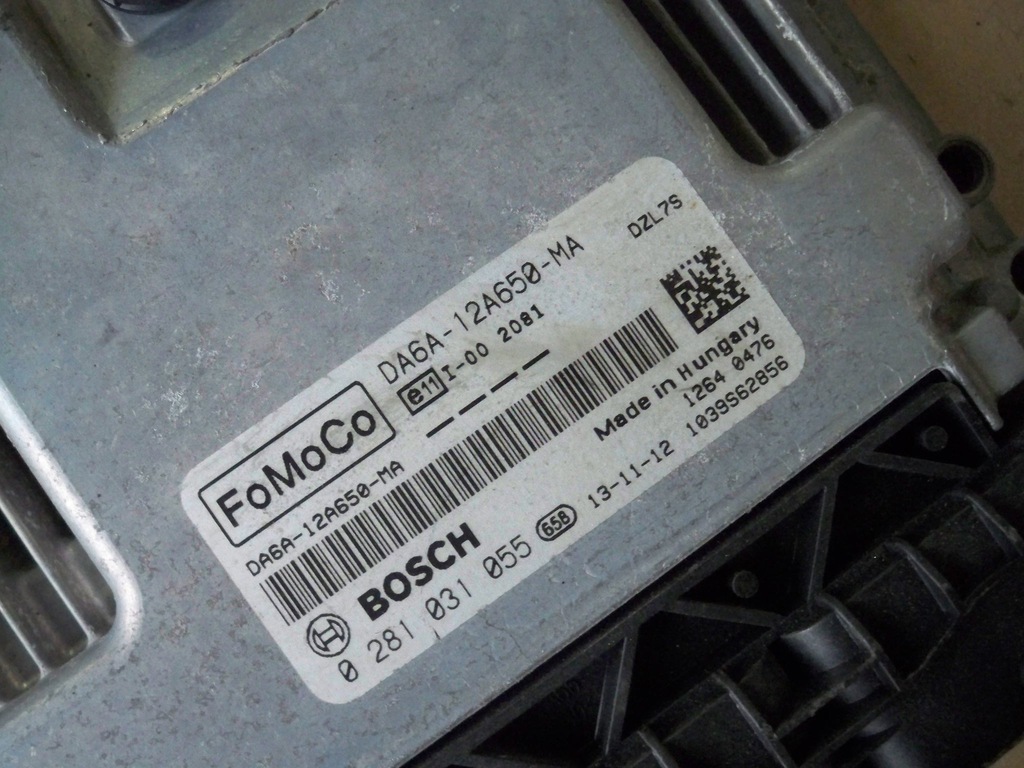 DZL7S
FoMoCo
DA6A-12A650-MA
e11 I-00 2081
DA6A-12A650-MA
Made in Hungary
1264 0476
BOSCH
0 281 031 055 658 13-11-12 1039S62856